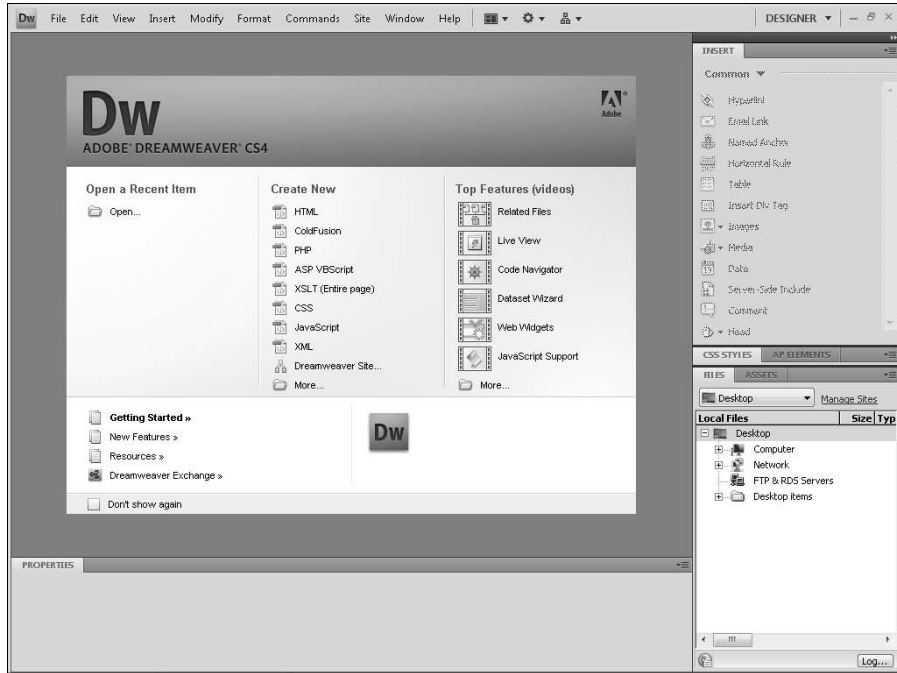 Dw File Edit View Insert Modify Format Commands Site Window Help DESIGNER
INSERT
Common
Hyperlink
Email Link
Named Anchor
Horizontal Rule
Table
Insert Div Tag
Images
Media
Date
Server-Side Include
Comment
Head
CSS STYLES AP ELEMENTS
FILES ASSETS
Desktop Manage Sites
Local Files Size Typ
Desktop
Computer
Network
FTP & RDS Servers
Desktop items
Log...
Dw
Adobe
ADOBE® DREAMWEAVER® CS4
Open a Recent Item
Open...
Create New
HTML
ColdFusion
PHP
ASP VBScript
XSLT (Entire page)
CSS
JavaScript
XML
Dreamweaver Site...
More...
Top Features (videos)
Related Files
Live View
Code Navigator
Dataset Wizard
Web Widgets
JavaScript Support
More...
Getting Started »
New Features »
Resources »
Dreamweaver Exchange »
Dw
Don't show again
PROPERTIES